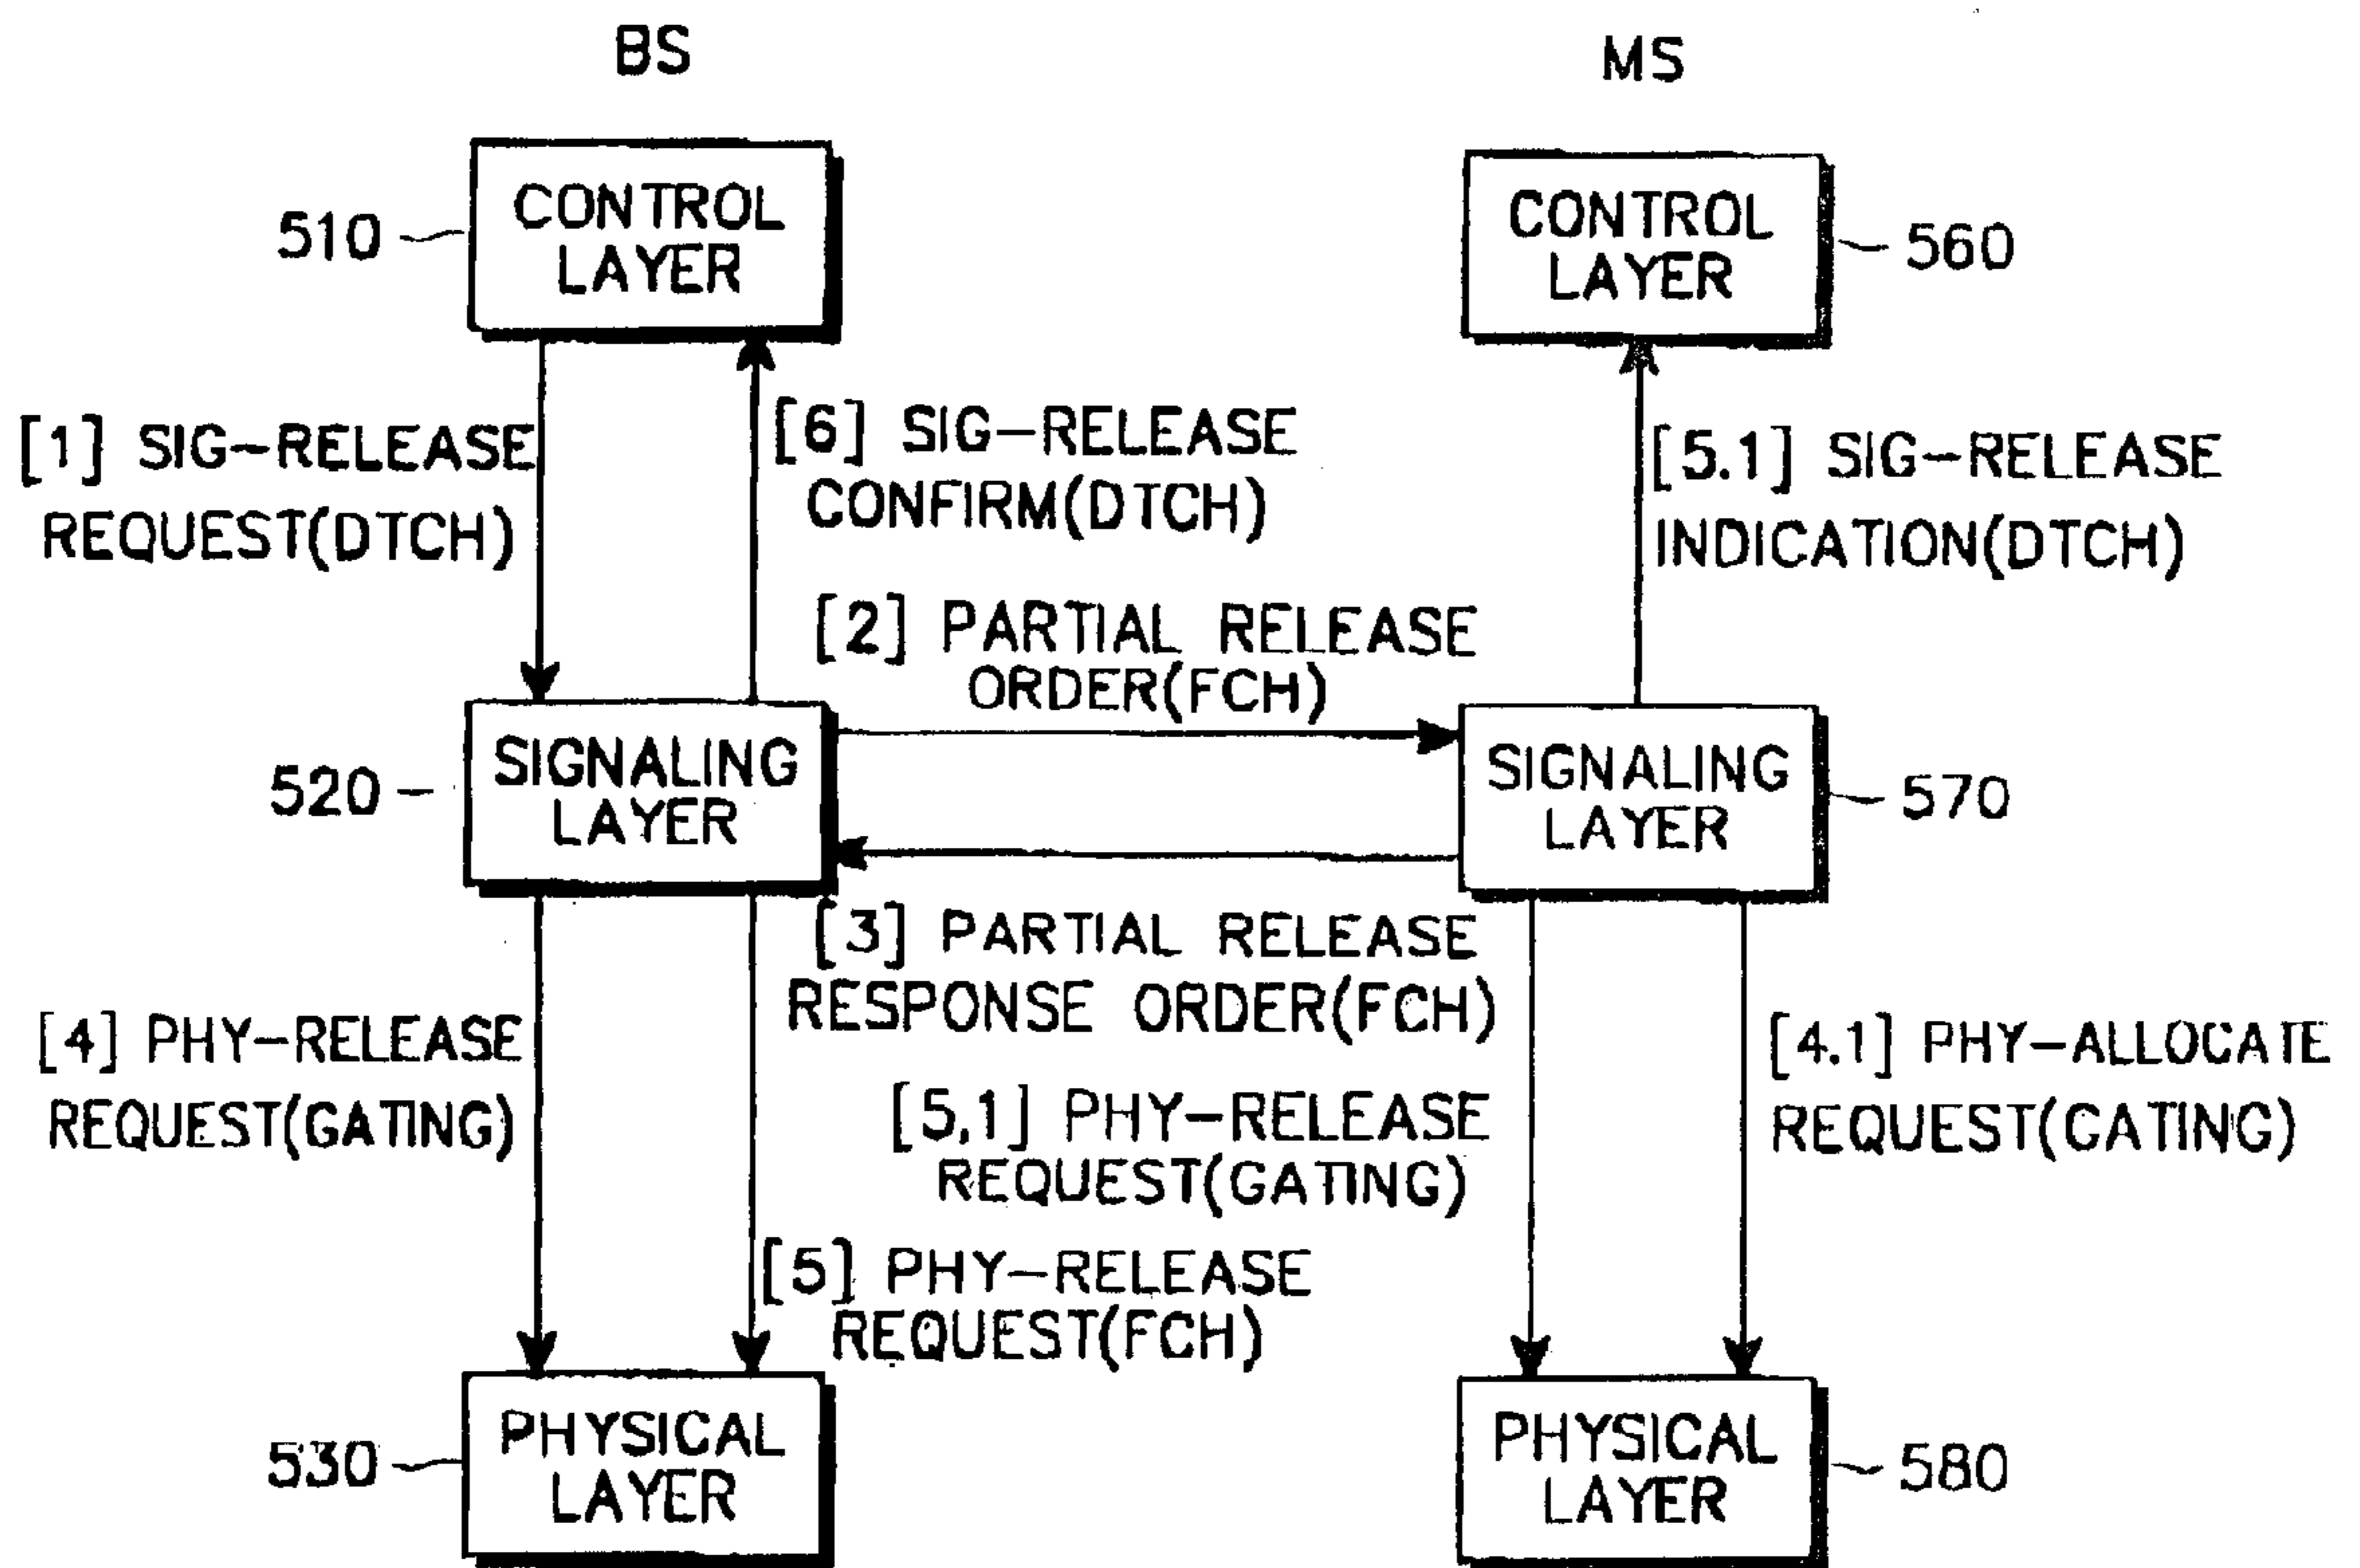 BS
MS
CONTROL
LAYER
510
CONTROL
LAYER
560
[1] SIG-RELEASE
REQUEST(DTCH)
[6] SIG-RELEASE
CONFIRM(DTCH)
[5.1] SIG-RELEASE
INDICATION(DTCH)
[2] PARTIAL RELEASE
ORDER(FCH)
SIGNALING
LAYER
520
SIGNALING
LAYER
570
[3] PARTIAL RELEASE
RESPONSE ORDER(FCH)
[4] PHY-RELEASE
REQUEST(GATING)
[5,1] PHY-RELEASE
REQUEST(GATING)
[4.1] PHY-ALLOCATE
REQUEST(GATING)
[5] PHY-RELEASE
REQUEST(FCH)
PHYSICAL
LAYER
530
PHYSICAL
LAYER
580